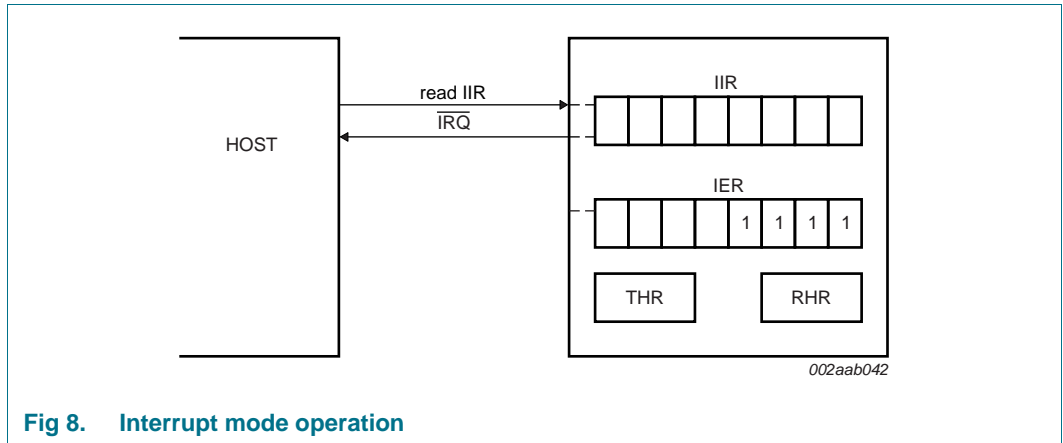 IIR
read IIR
IRQ
HOST
IER
1 1 1 1
THR RHR
002aab042
Fig 8. Interrupt mode operation